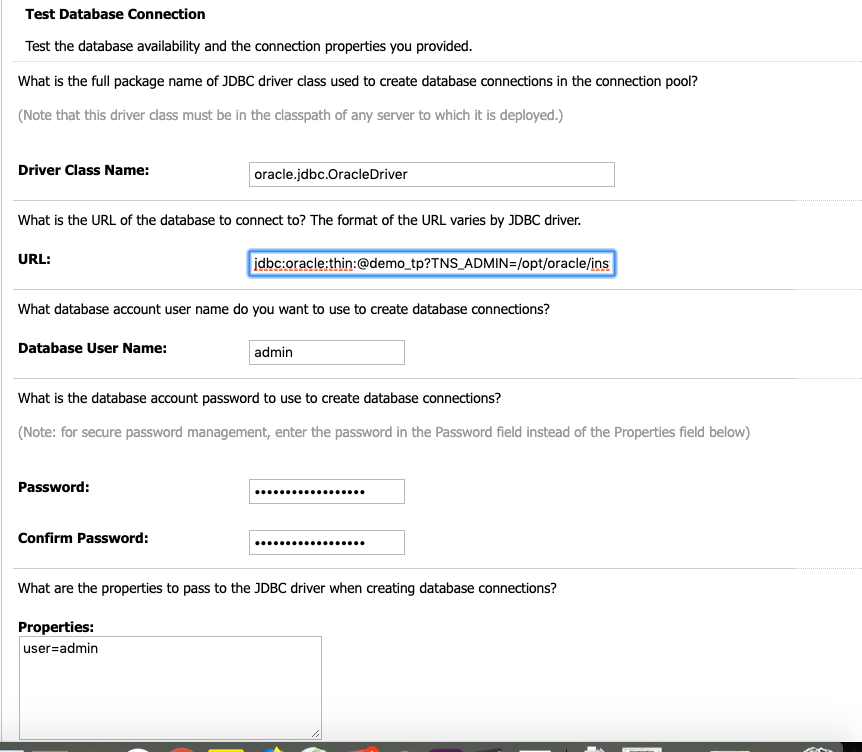 Test Database Connection
Test the database availability and the connection properties you provided.
What is the full package name of JDBC driver class used to create database connections in the connection pool?
(Note that this driver class must be in the classpath of any server to which it is deployed.)
Driver Class Name:
oracle.jdbc.OracleDriver
What is the URL of the database to connect to? The format of the URL varies by JDBC driver.
URL:
jdbc:oracle:thin:@demo_tp?TNS_ADMIN=/opt/oracle/ins
What database account user name do you want to use to create database connections?
Database User Name:
admin
What is the database account password to use to create database connections?
(Note: for secure password management, enter the password in the Password field instead of the Properties field below)
Password:
••••••••••••••••••
Confirm Password:
••••••••••••••••••
What are the properties to pass to the JDBC driver when creating database connections?
Properties:
user=admin